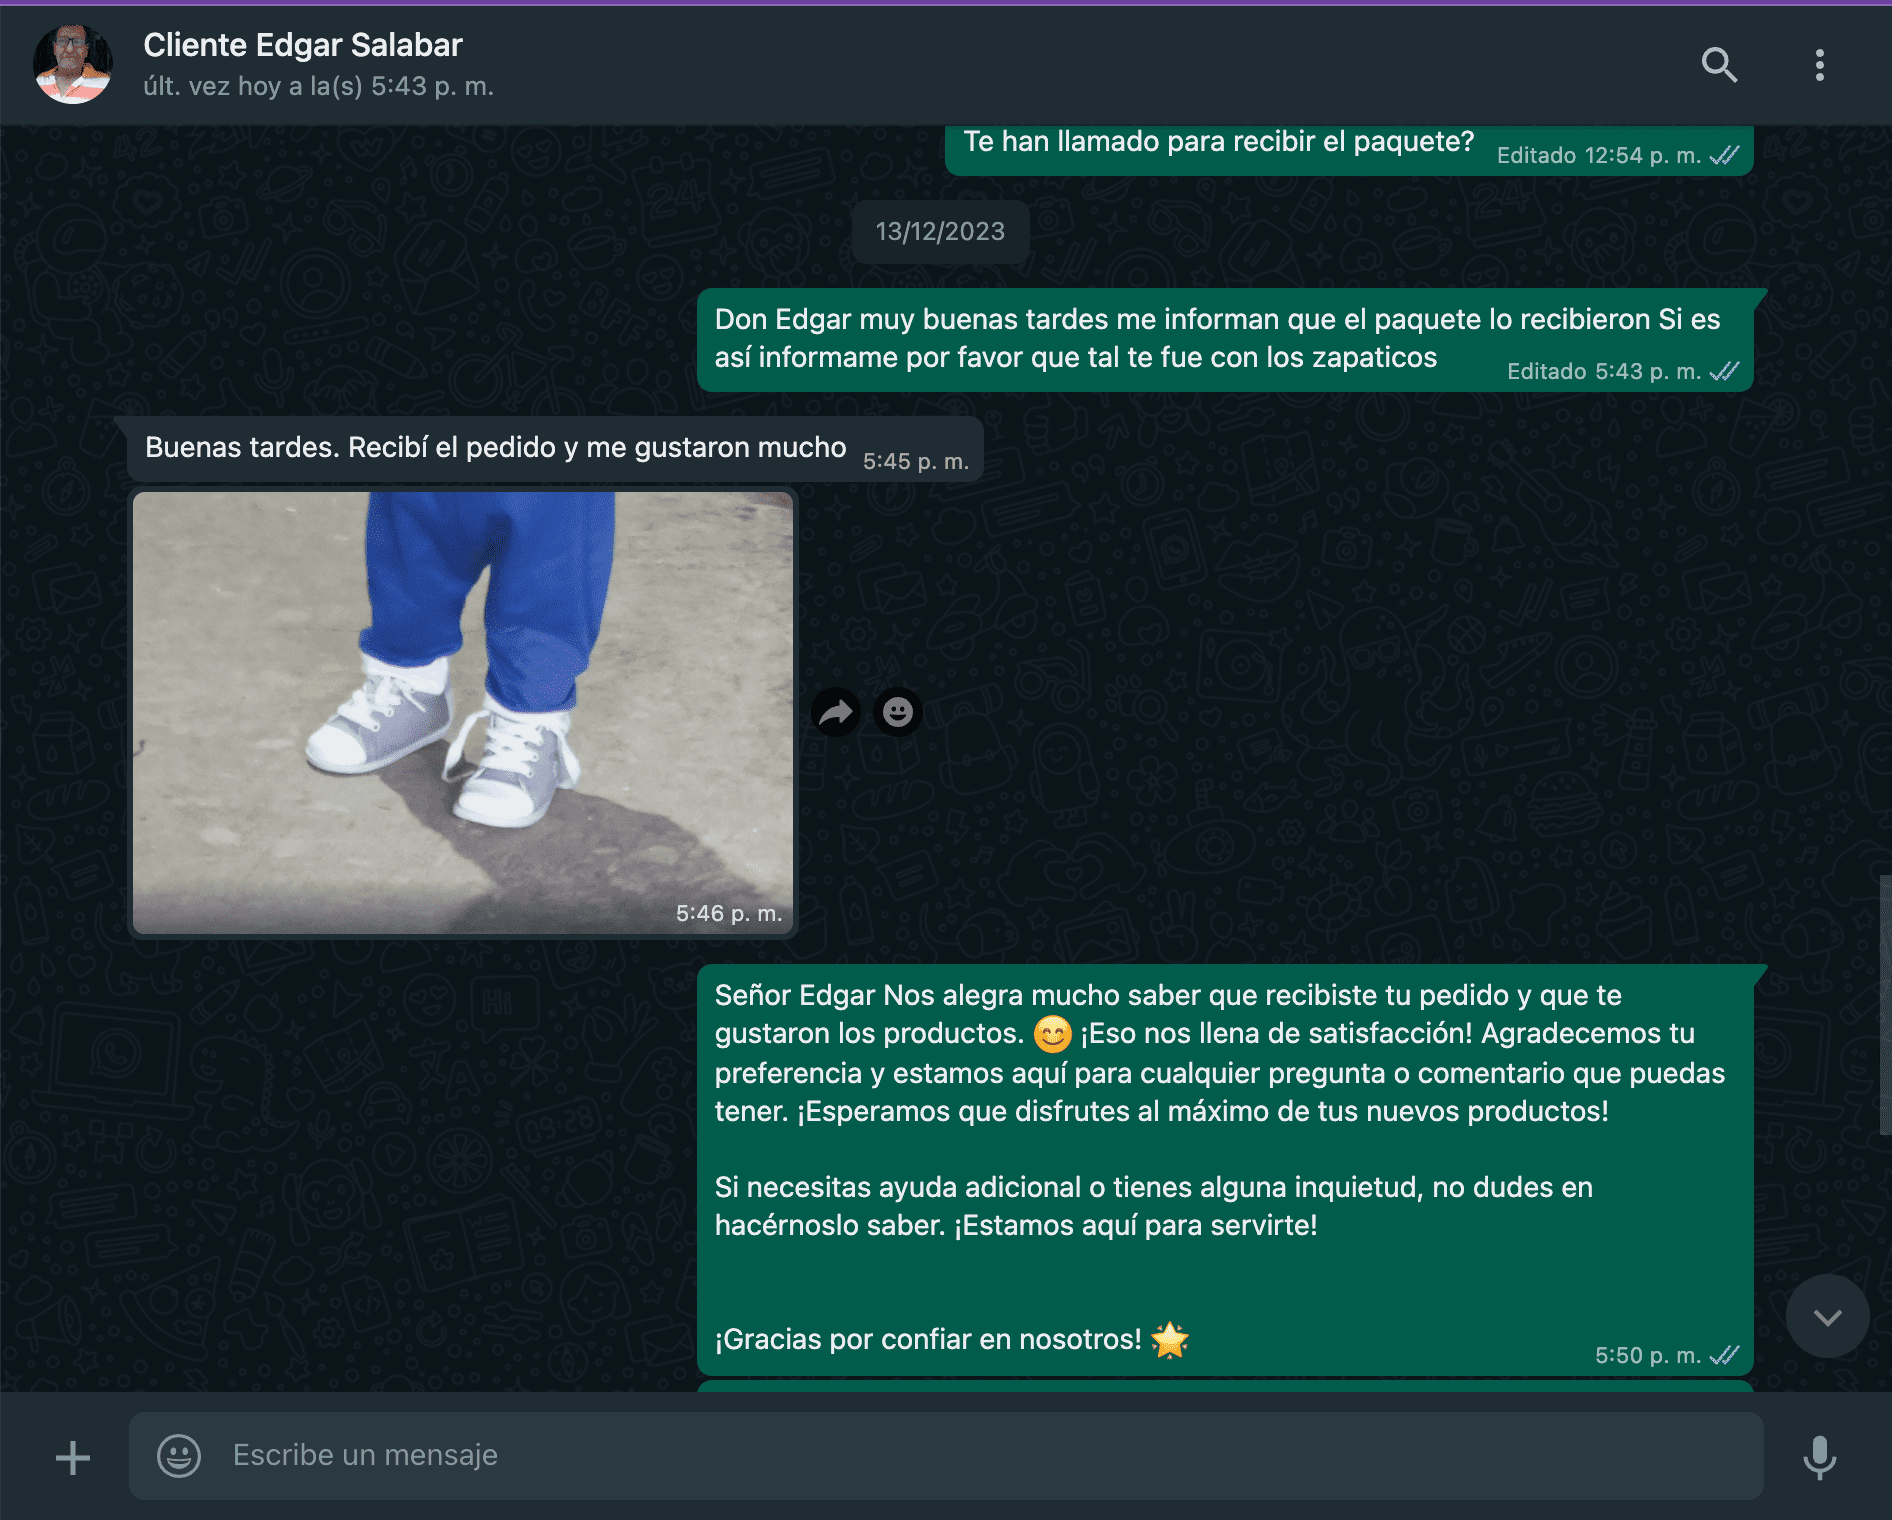 Cliente Edgar Salabar
últ. vez hoy a la(s) 5:43 p. m.
Te han llamado para recibir el paquete?
Editado 12:54 p. m.
13/12/2023
Don Edgar muy buenas tardes me informan que el paquete lo recibieron Si es
así informame por favor que tal te fue con los zapaticos
Editado 5:43 p. m.
Buenas tardes. Recibí el pedido y me gustaron mucho
5:45 p. m.
5:46 p. m.
Señor Edgar Nos alegra mucho saber que recibiste tu pedido y que te
gustaron los productos. 😊 ¡Eso nos llena de satisfacción! Agradecemos tu
preferencia y estamos aquí para cualquier pregunta o comentario que puedas
tener. ¡Esperamos que disfrutes al máximo de tus nuevos productos!
Si necesitas ayuda adicional o tienes alguna inquietud, no dudes en
hacérnoslo saber. ¡Estamos aquí para servirte!
¡Gracias por confiar en nosotros! 🌟
5:50 p. m.
Escribe un mensaje